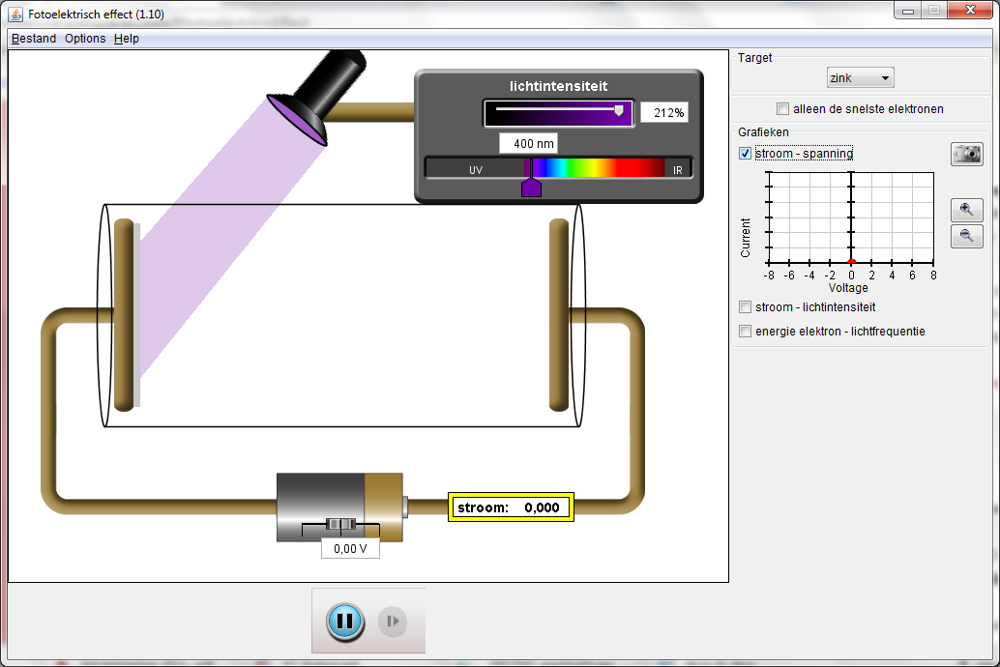 Fotoelektrisch effect (1.10)
Bestand Options Help
lichtintensiteit
212%
400 nm
UV
IR
stroom: 0,000
0,00 V
Target
zink
alleen de snelste elektronen
Grafieken
stroom - spanning
Current
-8 -6 -4 -2 0 2 4 6 8
Voltage
stroom - lichtintensiteit
energie elektron - lichtfrequentie